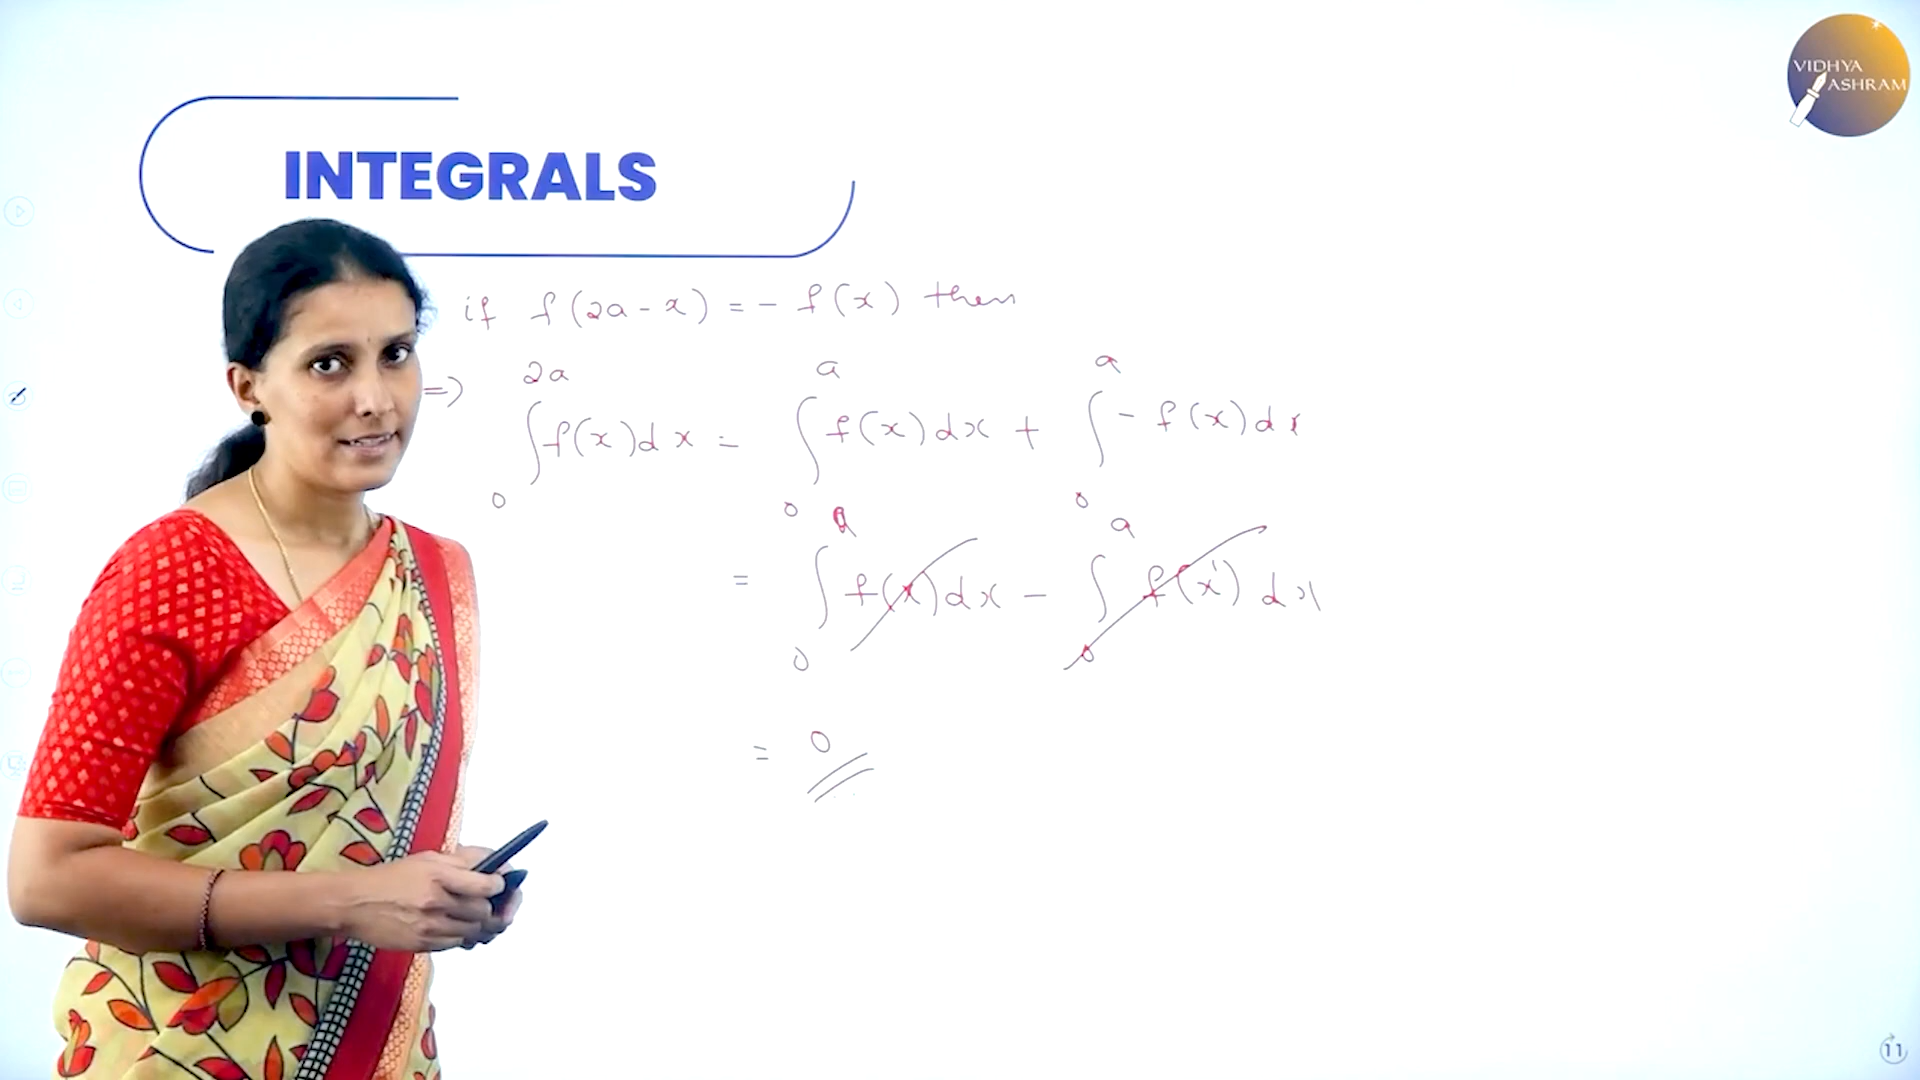 VIDHYA
ASHRAM
INTEGRALS
if f(2a-x) = - f(x) then
=> ∫₀²ᵃ f(x)dx = ∫₀ᵃ f(x)dx + ∫₀ᵃ - f(x)dx
= ∫₀ᵃ f(x)dx - ∫₀ᵃ f(x)dx
= 0
11